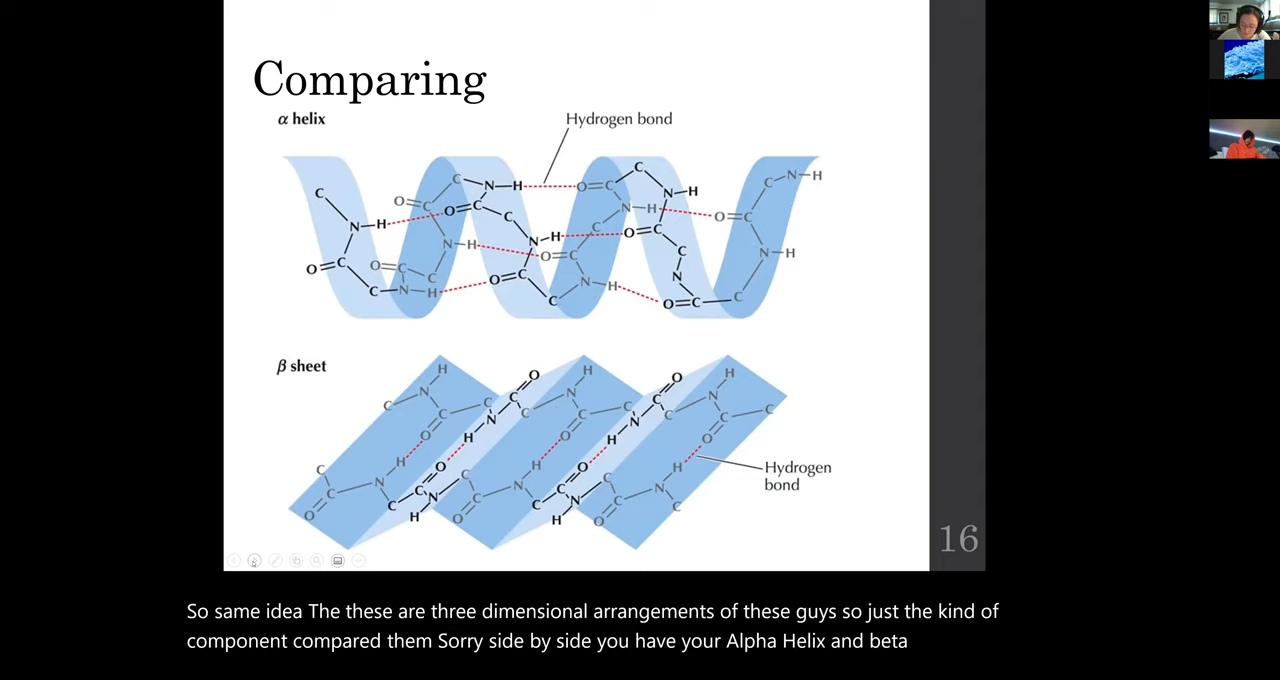 Comparing
α helix
Hydrogen bond
C C N H O C C N H
O C O C C N H C N H
N H N H O C
O C N H O C C
N H O C C N H
O C O C C O C N H C N
C N H C O C C
β sheet
H O H O H
C N C C N C C N
C C N C C C N C C C
O H O H O
H O H O H
Hydrogen
bond
C C N C C N C C N C
O C H N O C H N O C
16
So same idea The these are three dimensional arrangements of these guys so just the kind of
component compared them Sorry side by side you have your Alpha Helix and beta